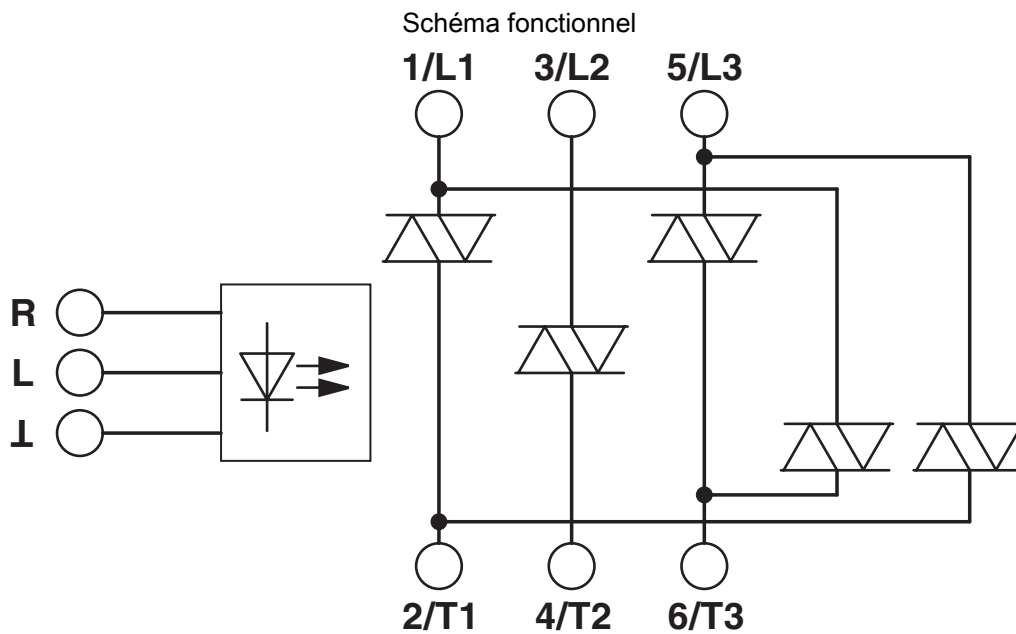 Schéma fonctionnel
1/L1 3/L2 5/L3
R
L
⊥
2/T1 4/T2 6/T3